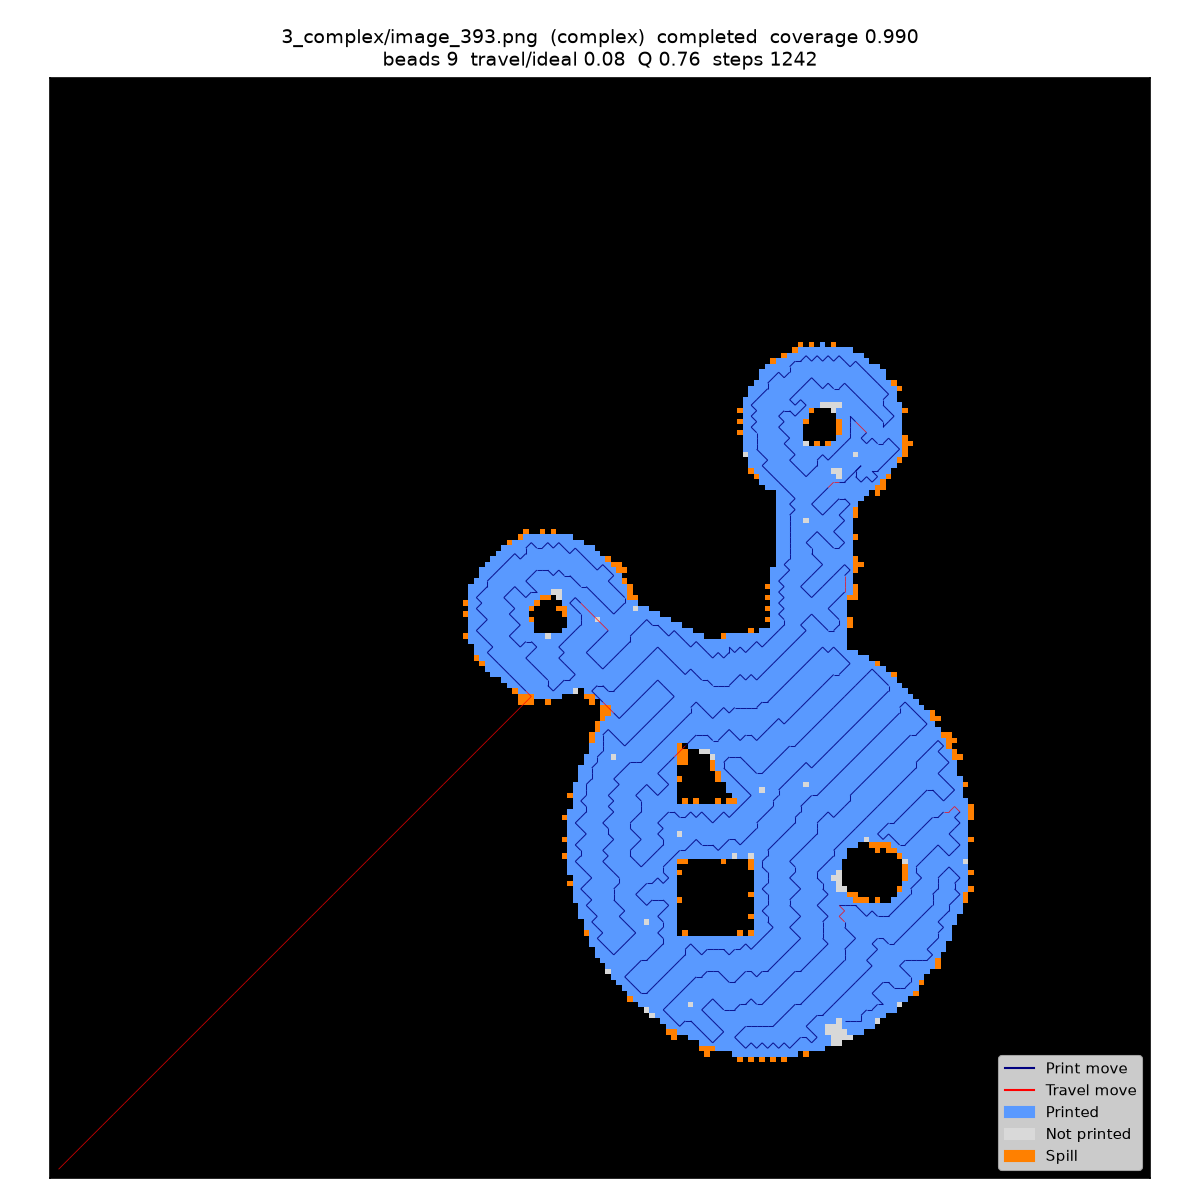 3_complex/image_393.png  (complex)  completed  coverage 0.990
beads 9  travel/ideal 0.08  Q 0.76  steps 1242
Print move
Travel move
Printed
Not printed
Spill